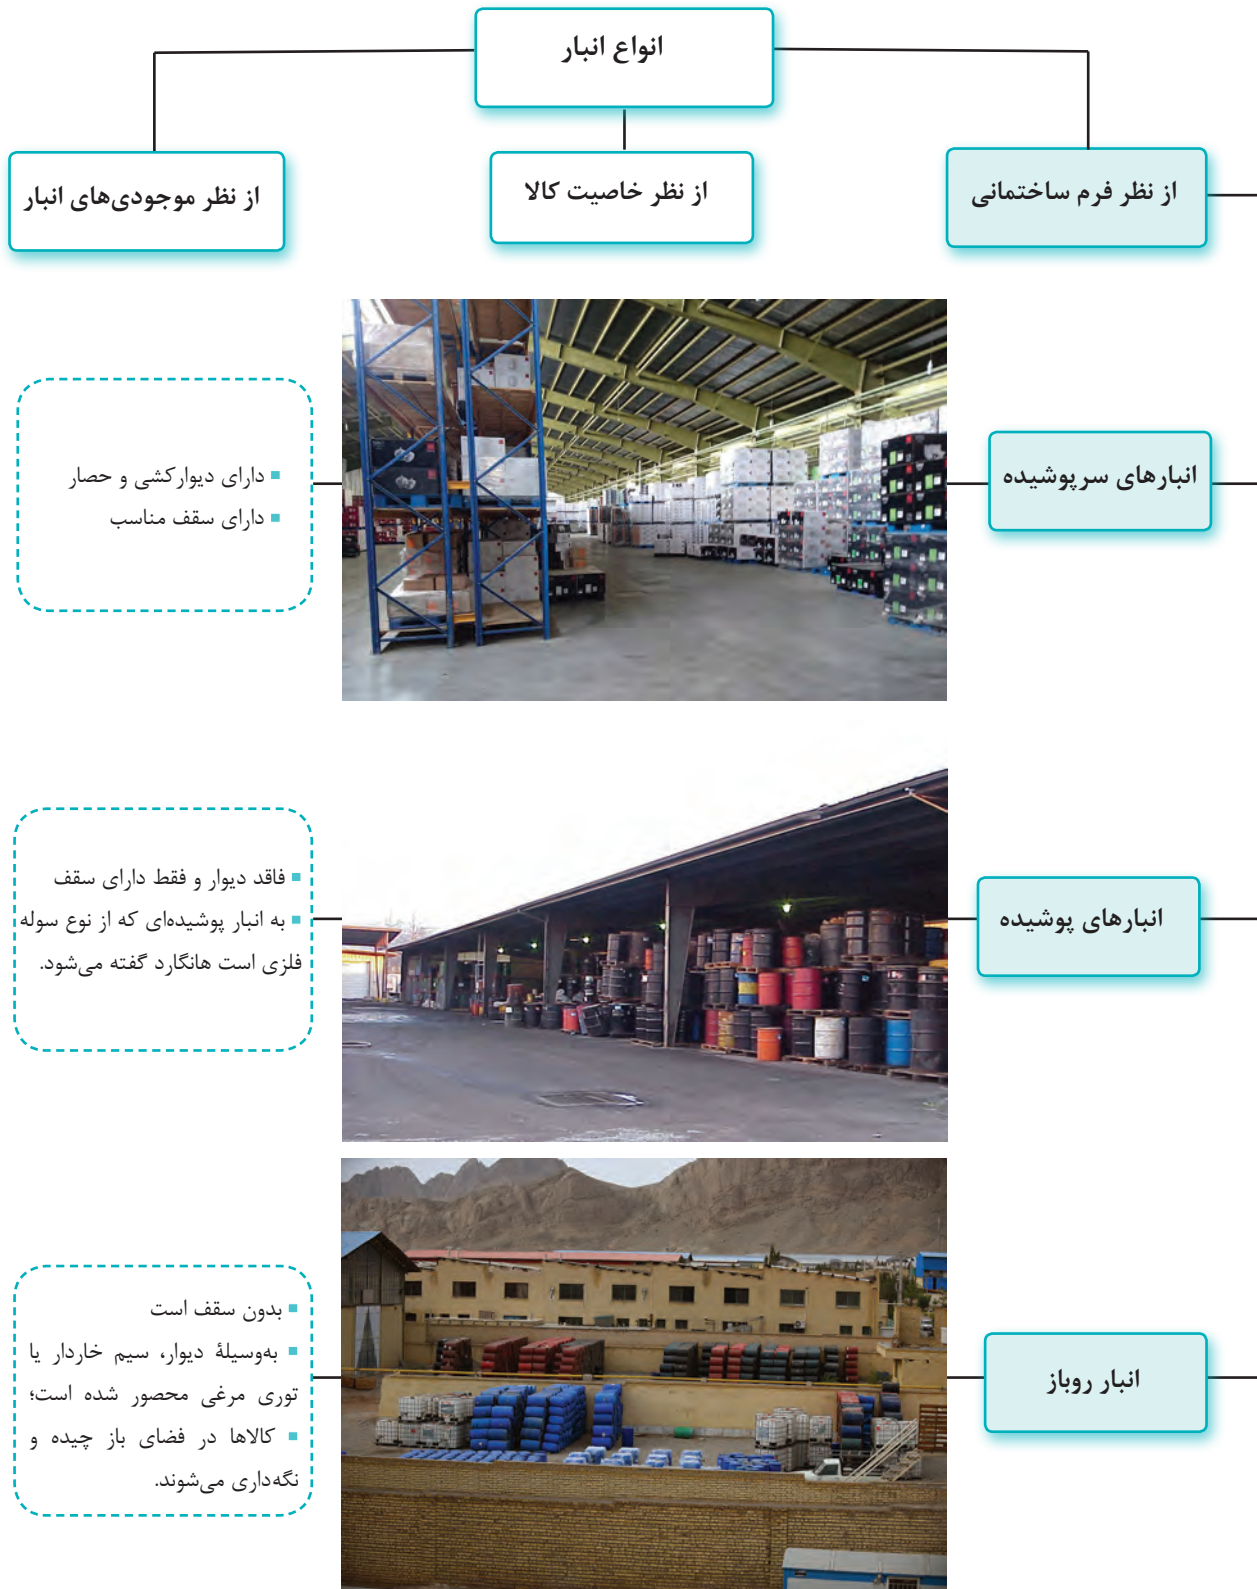 انواع انبار
از نظر فرم ساختمانی
از نظر خاصیت کالا
از نظر موجودی‌های انبار
انبارهای سرپوشیده
■ دارای دیوارکشی و حصار
■ دارای سقف مناسب
انبارهای پوشیده
■ فاقد دیوار و فقط دارای سقف
■ به انبار پوشیده‌ای که از نوع سوله
فلزی است هانگارد گفته می‌شود.
انبار روباز
■ بدون سقف است
■ به‌وسیلهٔ دیوار، سیم خاردار یا
توری مرغی محصور شده است؛
■ کالاها در فضای باز چیده و
نگه‌داری می‌شوند.